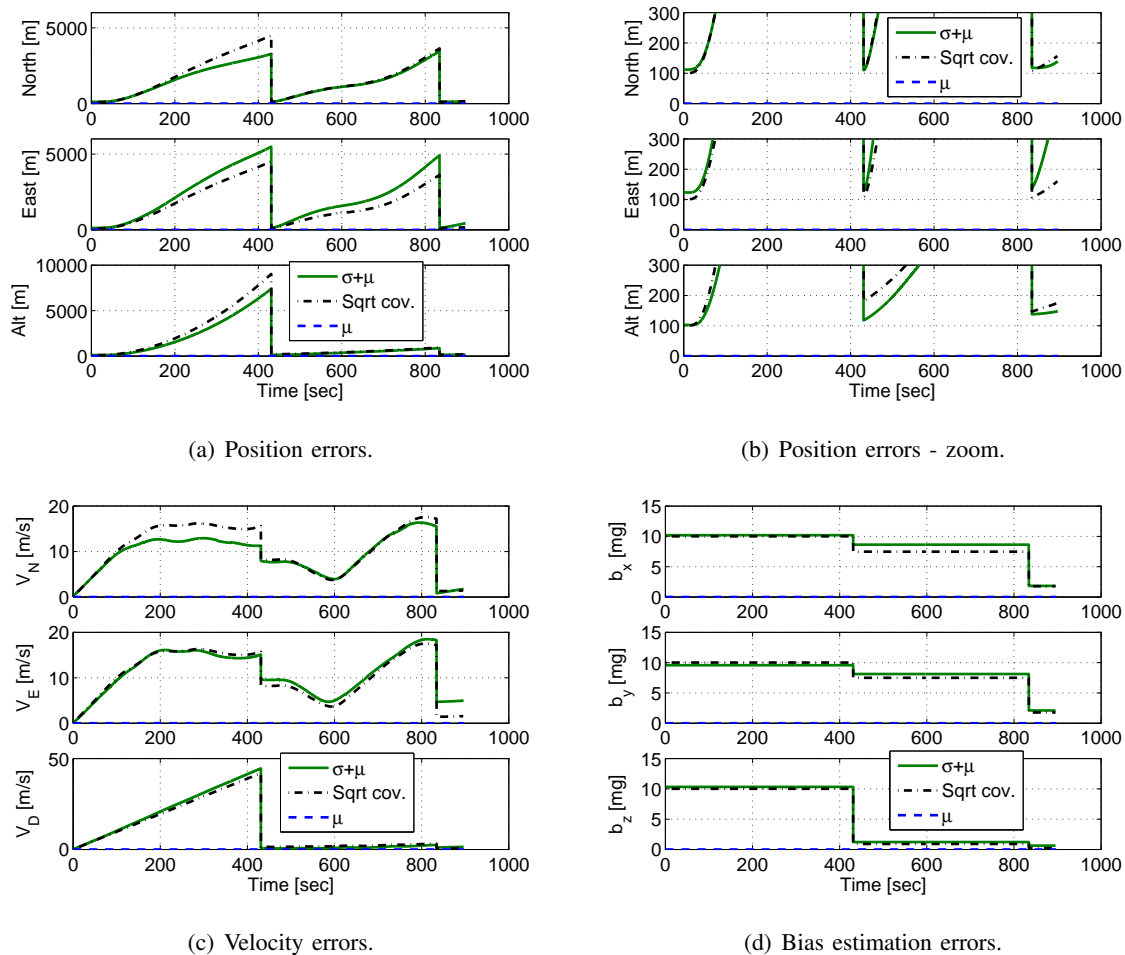 North [m]
5000
0
0 200 400 600 800 1000
East [m]
5000
0
0 200 400 600 800 1000
Alt [m]
10000
5000
0
0 200 400 600 800 1000
Time [sec]
σ+μ
Sqrt cov.
μ
(a) Position errors.
North [m]
300
200
100
0
0 200 400 600 800 1000
σ+μ
Sqrt cov.
μ
East [m]
300
200
100
0
0 200 400 600 800 1000
Alt [m]
300
200
100
0
0 200 400 600 800 1000
Time [sec]
(b) Position errors - zoom.
V_N [m/s]
20
10
0
0 200 400 600 800 1000
V_E [m/s]
20
10
0
0 200 400 600 800 1000
V_D [m/s]
50
0
0 200 400 600 800 1000
Time [sec]
σ+μ
Sqrt cov.
μ
(c) Velocity errors.
b_x [mg]
15
10
5
0
0 200 400 600 800 1000
b_y [mg]
15
10
5
0
0 200 400 600 800 1000
b_z [mg]
15
10
5
0
0 200 400 600 800 1000
Time [sec]
σ+μ
Sqrt cov.
μ
(d) Bias estimation errors.